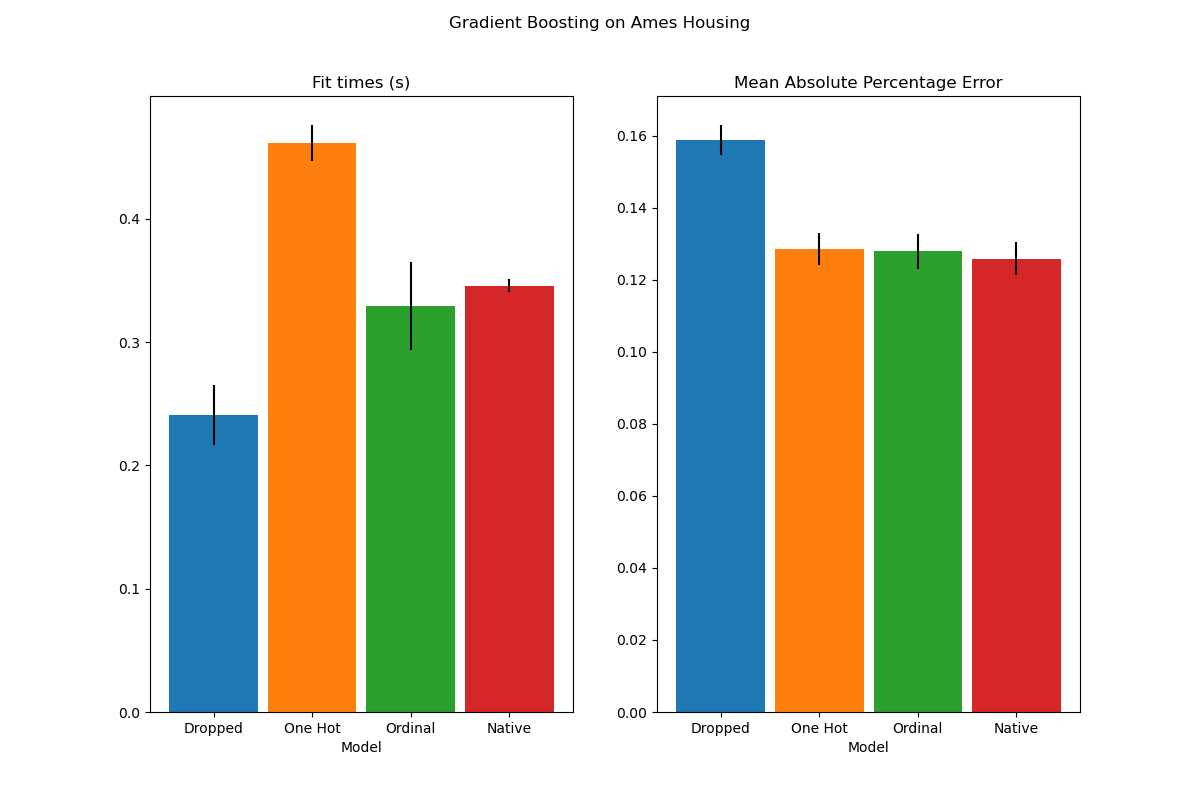 Gradient Boosting on Ames Housing
Fit times (s)
0.4
0.3
0.2
0.1
0.0
Dropped One Hot Ordinal Native
Model
Mean Absolute Percentage Error
0.16
0.14
0.12
0.10
0.08
0.06
0.04
0.02
0.00
Dropped One Hot Ordinal Native
Model